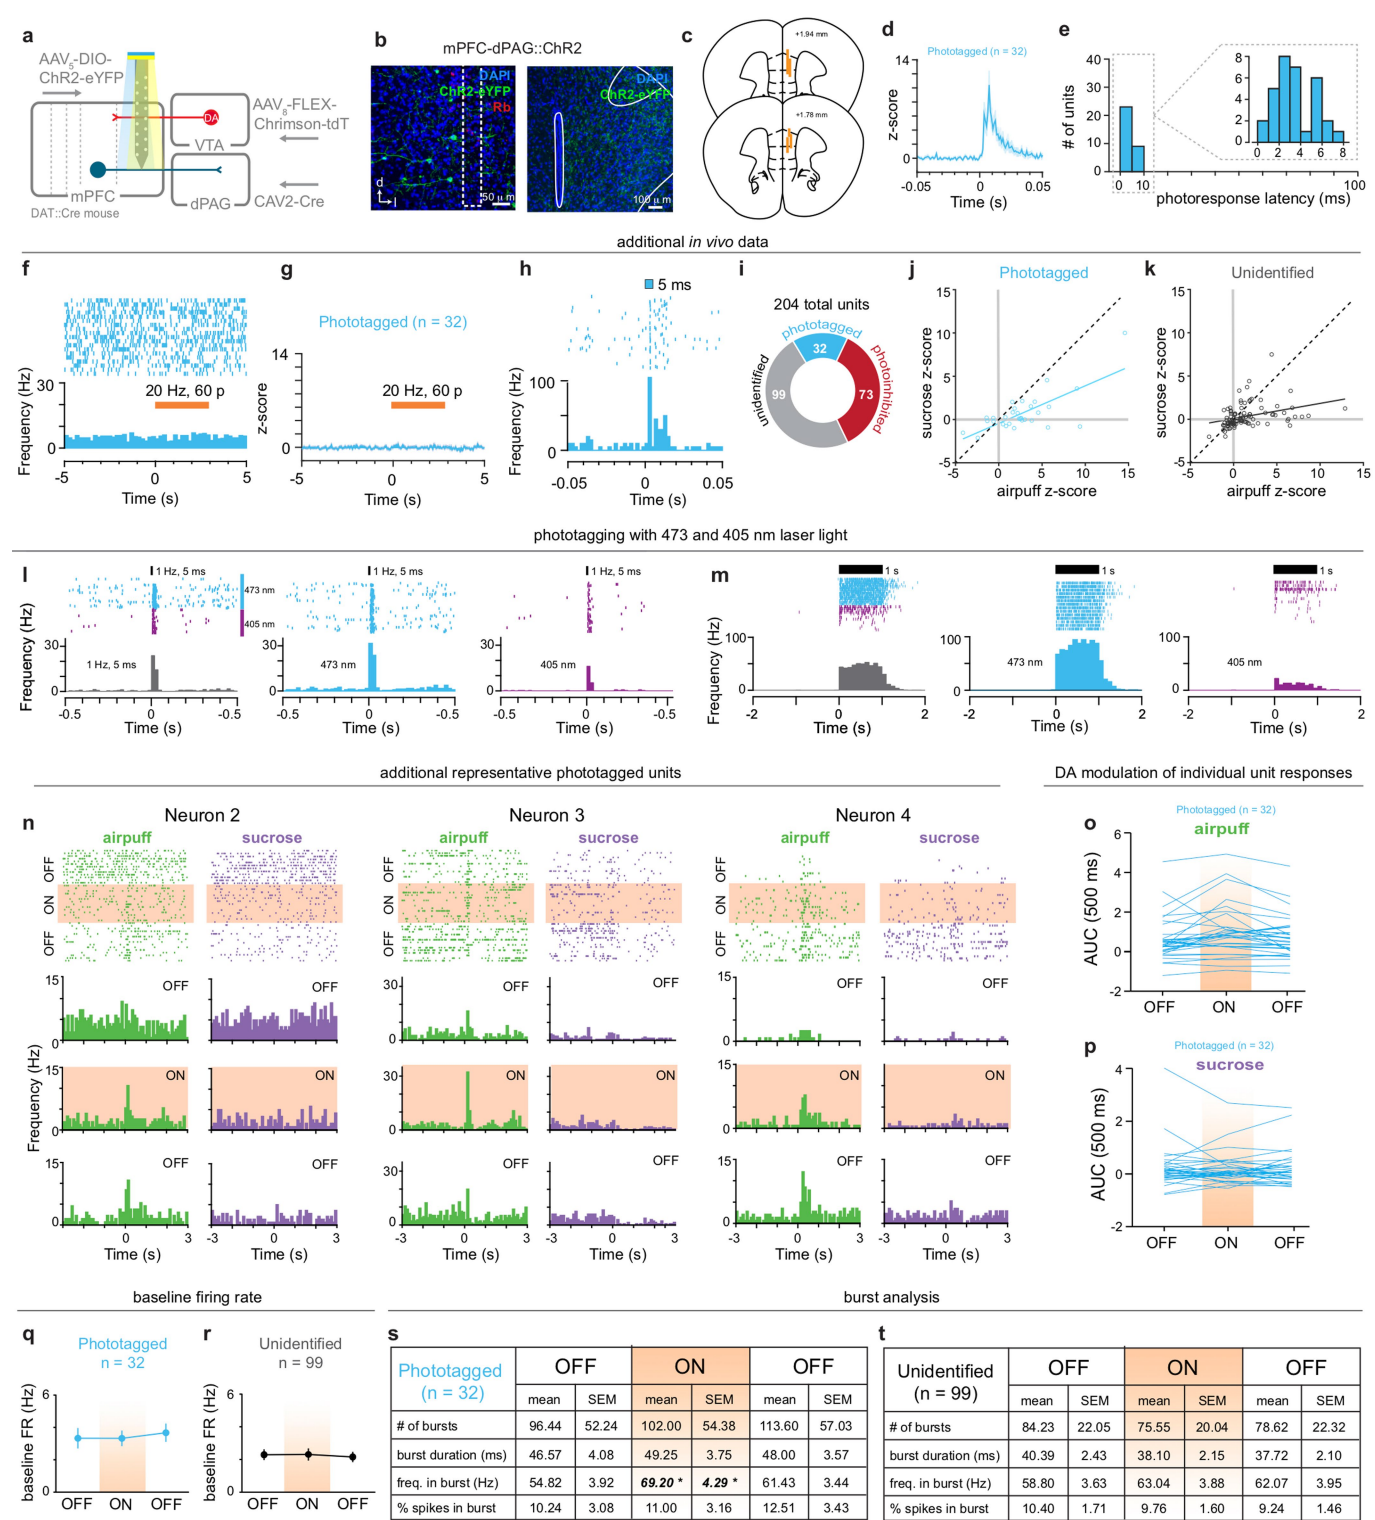 a
AAV5-DIO-
ChR2-eYFP
AAV8-FLEX-
Chrimson-tdT
DA
VTA
mPFC
dPAG
CAV2-Cre
DAT::Cre mouse
b
mPFC-dPAG::ChR2
DAPI
ChR2-eYFP
Rb
d
l
50 μm
DAPI
ChR2-eYFP
100 μm
c
+1.94 mm
+1.78 mm
d
Phototagged (n = 32)
14
0
z-score
-0.05 0 0.05
Time (s)
e
# of units
40
30
20
10
0
0 10 100
photoresponse latency (ms)
8
6
4
2
0
0 2 4 6 8
additional in vivo data
f
Frequency (Hz)
30
0
20 Hz, 60 p
-5 0 5
Time (s)
g
Phototagged (n = 32)
z-score
14
0
20 Hz, 60 p
-5 0 5
Time (s)
h
5 ms
Frequency (Hz)
100
0
-0.05 0 0.05
Time (s)
i
204 total units
phototagged
32
photoinhibited
73
unidentified
99
j
Phototagged
sucrose z-score
15
10
5
0
-5
-5 0 5 10 15
airpuff z-score
k
Unidentified
sucrose z-score
15
10
5
0
-5
-5 0 5 10 15
airpuff z-score
phototagging with 473 and 405 nm laser light
l
1 Hz, 5 ms
473 nm
405 nm
Frequency (Hz)
30
0
1 Hz, 5 ms
-0.5 0 -0.5
Time (s)
1 Hz, 5 ms
30
0
473 nm
-0.5 0 -0.5
Time (s)
1 Hz, 5 ms
30
0
405 nm
-0.5 0 -0.5
Time (s)
m
1 s
Frequency (Hz)
100
0
-2 0 2
Time (s)
1 s
100
0
473 nm
-2 0 2
Time (s)
1 s
100
0
405 nm
-2 0 2
Time (s)
additional representative phototagged units
DA modulation of individual unit responses
n
Neuron 2
airpuff sucrose
OFF
ON
OFF
Neuron 3
airpuff sucrose
OFF
ON
OFF
Neuron 4
airpuff sucrose
OFF
ON
OFF
Frequency (Hz)
15 OFF OFF
0
30 OFF OFF
0
15 OFF OFF
0
15 ON ON
0
30 ON ON
0
15 ON ON
0
15 OFF OFF
0
30 OFF OFF
0
15 OFF OFF
0
0 3 -3 0 3
Time (s) Time (s)
-3 0 3 -3 0 3
Time (s) Time (s)
-3 0 3 -3 0 3
Time (s) Time (s)
o
Phototagged (n = 32)
airpuff
AUC (500 ms)
6
4
2
0
-2
OFF ON OFF
p
Phototagged (n = 32)
sucrose
AUC (500 ms)
4
2
0
-2
OFF ON OFF
baseline firing rate
q
Phototagged
n = 32
baseline FR (Hz)
6
0
OFF ON OFF
r
Unidentified
n = 99
baseline FR (Hz)
6
0
OFF ON OFF
burst analysis
s
Phototagged (n = 32) OFF ON OFF
mean SEM mean SEM mean SEM
# of bursts 96.44 52.24 102.00 54.38 113.60 57.03
burst duration (ms) 46.57 4.08 49.25 3.75 48.00 3.57
freq. in burst (Hz) 54.82 3.92 69.20 * 4.29 * 61.43 3.44
% spikes in burst 10.24 3.08 11.00 3.16 12.51 3.43
t
Unidentified (n = 99) OFF ON OFF
mean SEM mean SEM mean SEM
# of bursts 84.23 22.05 75.55 20.04 78.62 22.32
burst duration (ms) 40.39 2.43 38.10 2.15 37.72 2.10
freq. in burst (Hz) 58.80 3.63 63.04 3.88 62.07 3.95
% spikes in burst 10.40 1.71 9.76 1.60 9.24 1.46